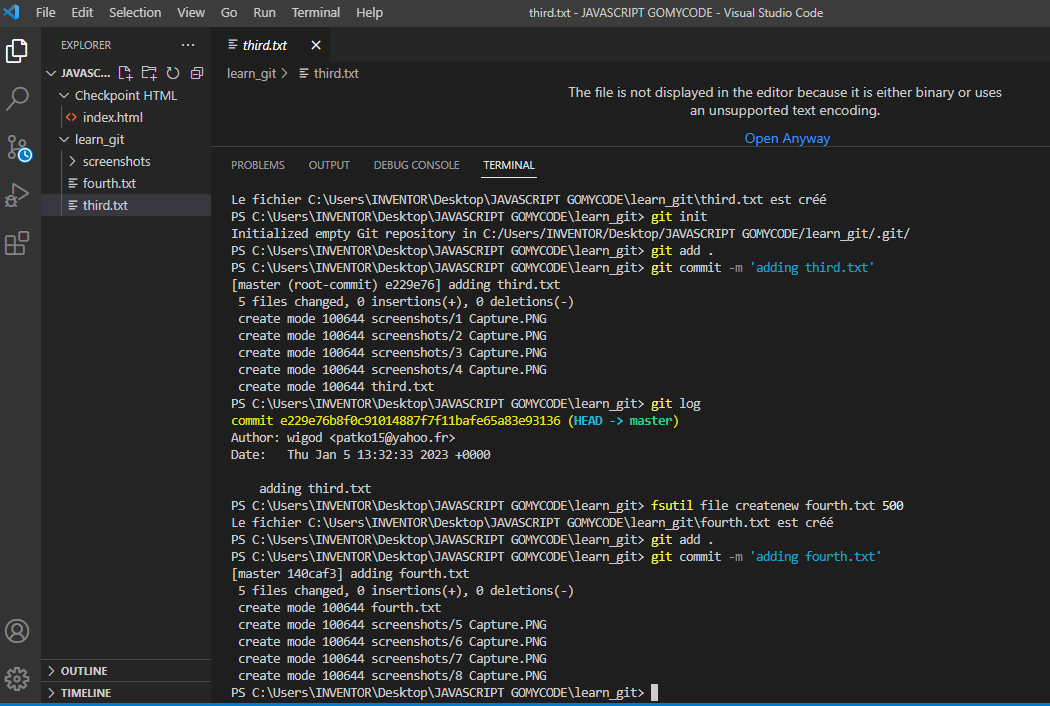 File Edit Selection View Go Run Terminal Help
third.txt - JAVASCRIPT GOMYCODE - Visual Studio Code
EXPLORER ···
JAVASC...
Checkpoint HTML
<> index.html
learn_git
screenshots
fourth.txt
third.txt
OUTLINE
TIMELINE
third.txt
learn_git > third.txt
The file is not displayed in the editor because it is either binary or uses
an unsupported text encoding.
Open Anyway
PROBLEMS OUTPUT DEBUG CONSOLE TERMINAL
Le fichier C:\Users\INVENTOR\Desktop\JAVASCRIPT GOMYCODE\learn_git\third.txt est créé
PS C:\Users\INVENTOR\Desktop\JAVASCRIPT GOMYCODE\learn_git> git init
Initialized empty Git repository in C:/Users/INVENTOR/Desktop/JAVASCRIPT GOMYCODE/learn_git/.git/
PS C:\Users\INVENTOR\Desktop\JAVASCRIPT GOMYCODE\learn_git> git add .
PS C:\Users\INVENTOR\Desktop\JAVASCRIPT GOMYCODE\learn_git> git commit -m 'adding third.txt'
[master (root-commit) e229e76] adding third.txt
5 files changed, 0 insertions(+), 0 deletions(-)
create mode 100644 screenshots/1 Capture.PNG
create mode 100644 screenshots/2 Capture.PNG
create mode 100644 screenshots/3 Capture.PNG
create mode 100644 screenshots/4 Capture.PNG
create mode 100644 third.txt
PS C:\Users\INVENTOR\Desktop\JAVASCRIPT GOMYCODE\learn_git> git log
commit e229e76b8f0c91014887f7f11bafe65a83e93136 (HEAD -> master)
Author: wigod <patko15@yahoo.fr>
Date: Thu Jan 5 13:32:33 2023 +0000
adding third.txt
PS C:\Users\INVENTOR\Desktop\JAVASCRIPT GOMYCODE\learn_git> fsutil file createnew fourth.txt 500
Le fichier C:\Users\INVENTOR\Desktop\JAVASCRIPT GOMYCODE\learn_git\fourth.txt est créé
PS C:\Users\INVENTOR\Desktop\JAVASCRIPT GOMYCODE\learn_git> git add .
PS C:\Users\INVENTOR\Desktop\JAVASCRIPT GOMYCODE\learn_git> git commit -m 'adding fourth.txt'
[master 140caf3] adding fourth.txt
5 files changed, 0 insertions(+), 0 deletions(-)
create mode 100644 fourth.txt
create mode 100644 screenshots/5 Capture.PNG
create mode 100644 screenshots/6 Capture.PNG
create mode 100644 screenshots/7 Capture.PNG
create mode 100644 screenshots/8 Capture.PNG
PS C:\Users\INVENTOR\Desktop\JAVASCRIPT GOMYCODE\learn_git>